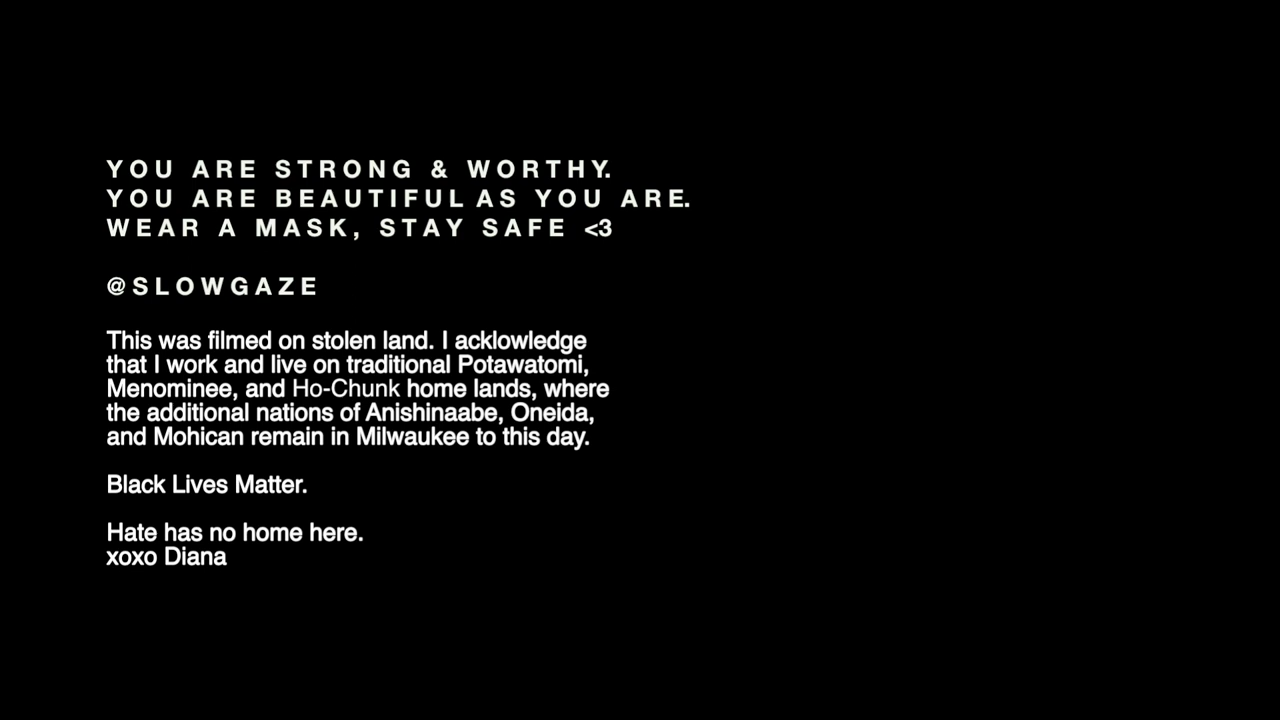 YOU ARE STRONG & WORTHY.
YOU ARE BEAUTIFUL AS YOU ARE.
WEAR A MASK, STAY SAFE <3
@SLOWGAZE
This was filmed on stolen land. I acklowledge
that I work and live on traditional Potawatomi,
Menominee, and Ho-Chunk home lands, where
the additional nations of Anishinaabe, Oneida,
and Mohican remain in Milwaukee to this day.
Black Lives Matter.
Hate has no home here.
xoxo Diana